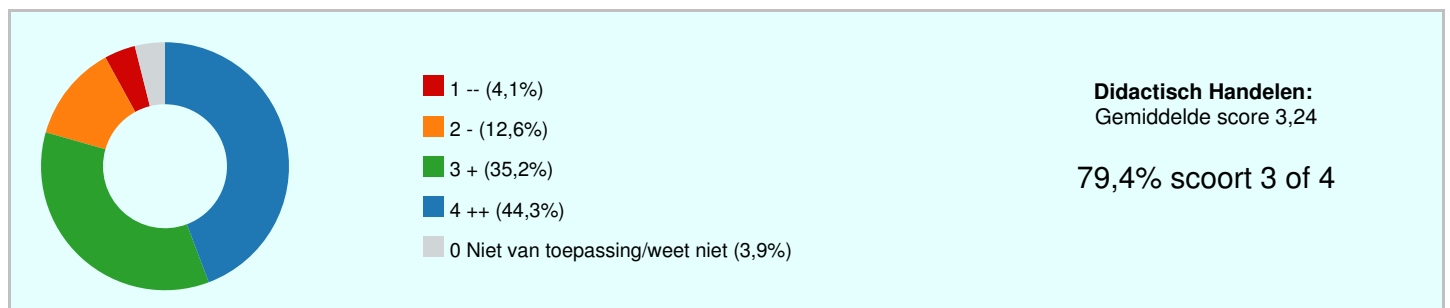 1 -- (4,1%)
2 - (12,6%)
3 + (35,2%)
4 ++ (44,3%)
0 Niet van toepassing/weet niet (3,9%)
Didactisch Handelen:
Gemiddelde score 3,24
79,4% scoort 3 of 4